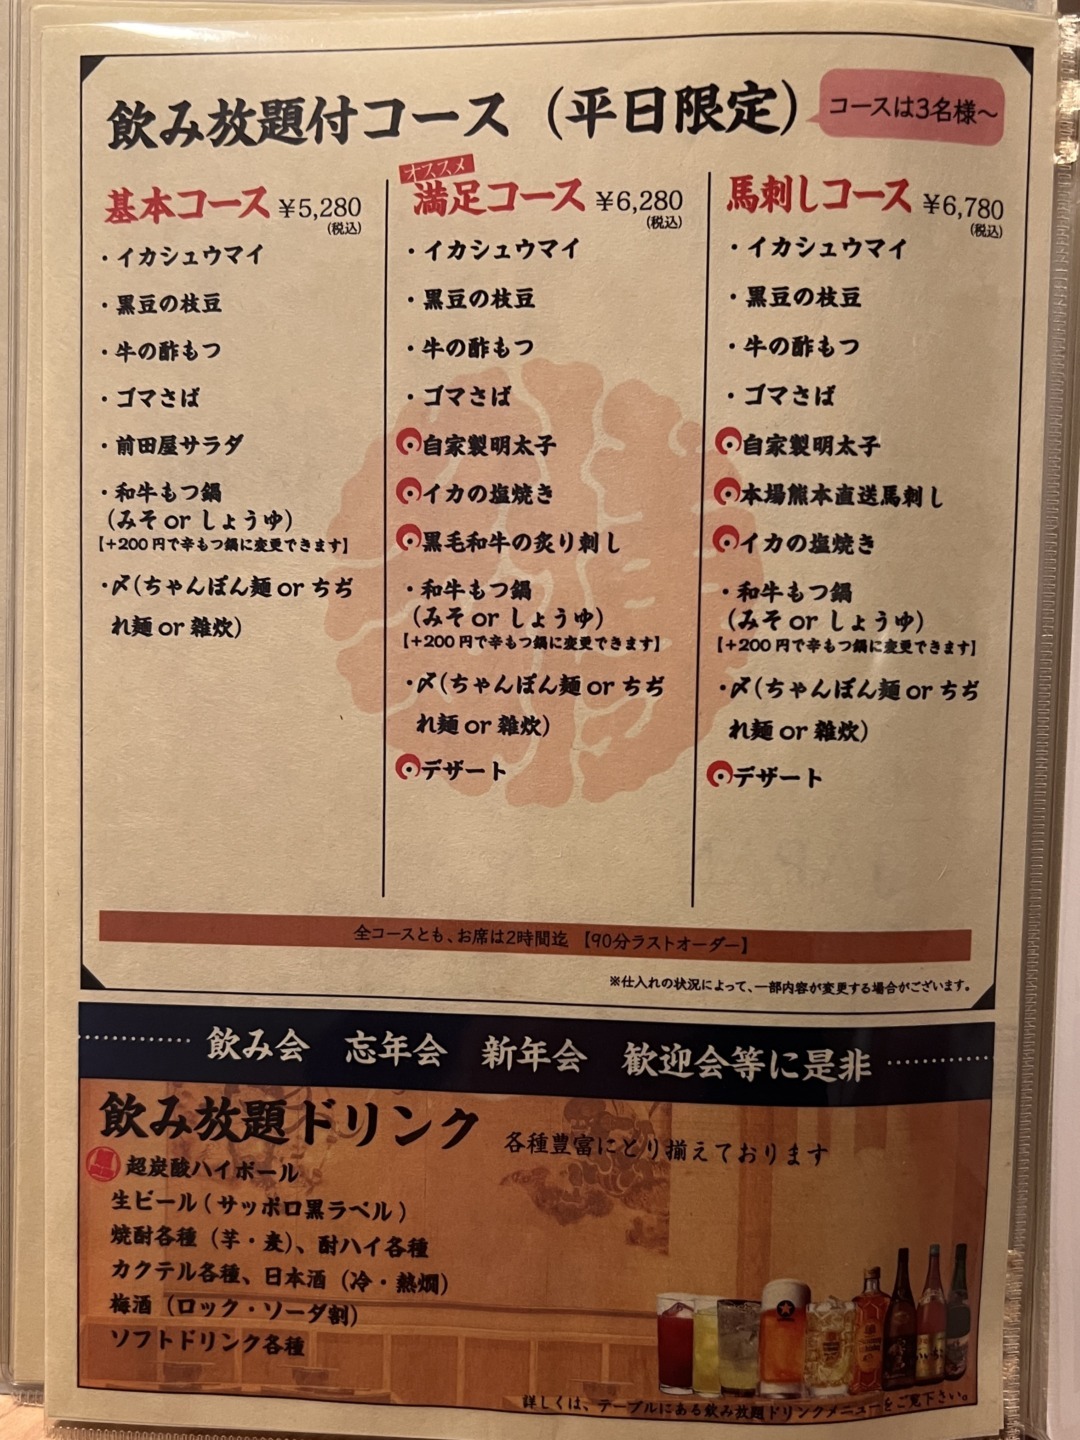 飲み放題付コース（平日限定）
コースは3名様～
基本コース ￥5,280
(税込)
・イカシュウマイ
・黒豆の枝豆
・牛の酢もつ
・ゴマさば
・前田屋サラダ
・和牛もつ鍋
（みそ or しょうゆ）
【＋200円で辛もつ鍋に変更できます】
・〆（ちゃんぽん麺 or ちぢ
れ麺 or 雑炊）
オススメ
満足コース ￥6,280
(税込)
・イカシュウマイ
・黒豆の枝豆
・牛の酢もつ
・ゴマさば
自家製明太子
イカの塩焼き
黒毛和牛の炙り刺し
・和牛もつ鍋
（みそ or しょうゆ）
【＋200円で辛もつ鍋に変更できます】
・〆（ちゃんぽん麺 or ちぢ
れ麺 or 雑炊）
デザート
馬刺しコース ￥6,780
(税込)
・イカシュウマイ
・黒豆の枝豆
・牛の酢もつ
・ゴマさば
自家製明太子
本場熊本直送馬刺し
イカの塩焼き
・和牛もつ鍋
（みそ or しょうゆ）
【＋200円で辛もつ鍋に変更できます】
・〆（ちゃんぽん麺 or ちぢ
れ麺 or 雑炊）
デザート
全コースとも、お席は2時間迄 【90分ラストオーダー】
※仕入れの状況によって、一部内容が変更する場合がございます。
飲み会 忘年会 新年会 歓迎会等に是非
飲み放題ドリンク 各種豊富にとり揃えております
超炭酸ハイボール
生ビール（サッポロ黒ラベル）
焼酎各種（芋・麦）、酎ハイ各種
カクテル各種、日本酒（冷・熱燗）
梅酒（ロック・ソーダ割）
ソフトドリンク各種
詳しくは、テーブルにある飲み放題ドリンクメニューをご覧下さい。